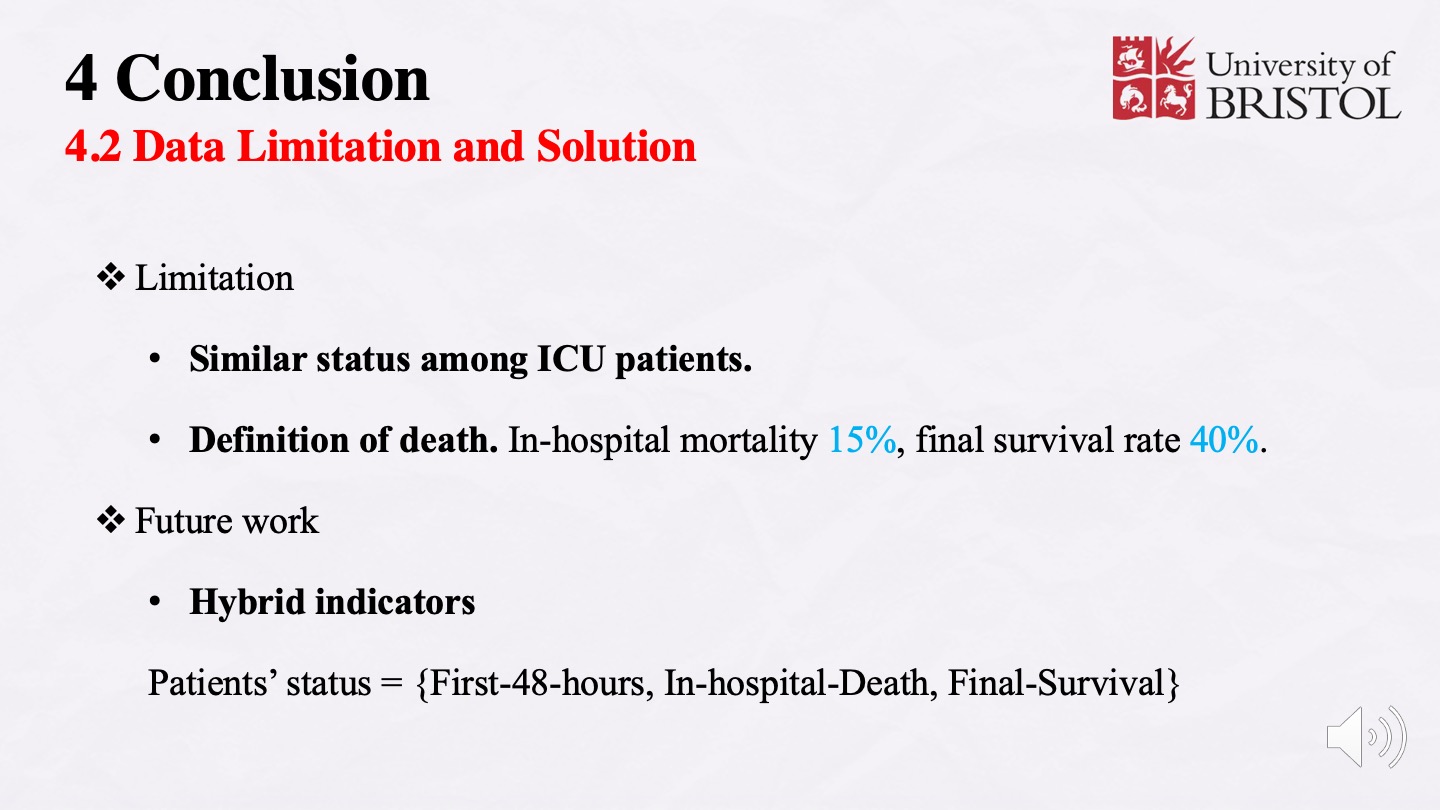 4 Conclusion
4.2 Data Limitation and Solution
University of
BRISTOL
❖ Limitation
• Similar status among ICU patients.
• Definition of death. In-hospital mortality 15%, final survival rate 40%.
❖ Future work
• Hybrid indicators
Patients’ status = {First-48-hours, In-hospital-Death, Final-Survival}